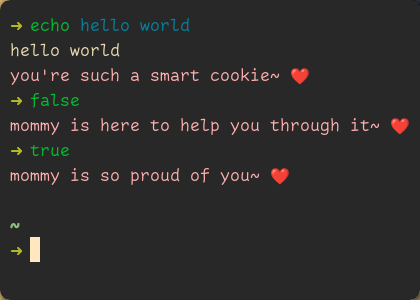 ➜ echo hello world
hello world
you're such a smart cookie~ ❤️
➜ false
mommy is here to help you through it~ ❤️
➜ true
mommy is so proud of you~ ❤️
~
➜